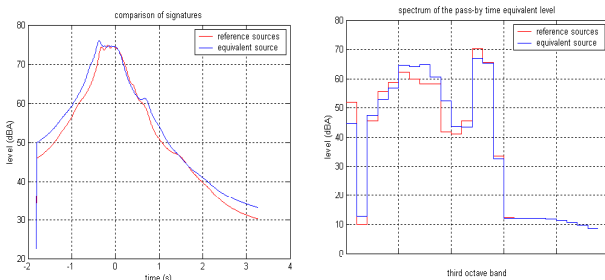 comparison of signatures
reference sources
equivalent source
level (dBA)
80
70
60
50
40
30
20
-2
-1
0
1
2
3
4
time (s)
spectrum of the pass-by time equivalent level
reference sources
equivalent source
level (dBA)
80
70
60
50
40
30
20
10
0
third octave band